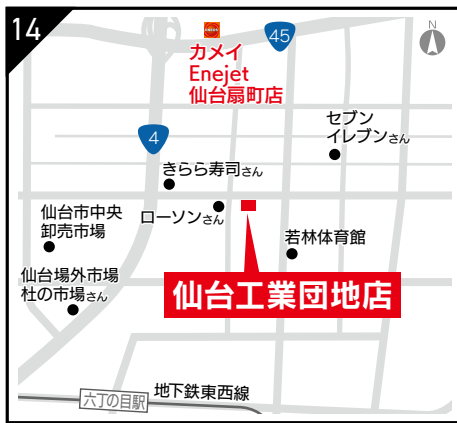 14
N
45
カメイ
Enejet
仙台扇町店
セブン
イレブンさん
4
きらら寿司さん
ローソンさん
仙台市中央
卸売市場
若林体育館
仙台場外市場
杜の市場さん
仙台工業団地店
地下鉄東西線
六丁の目駅